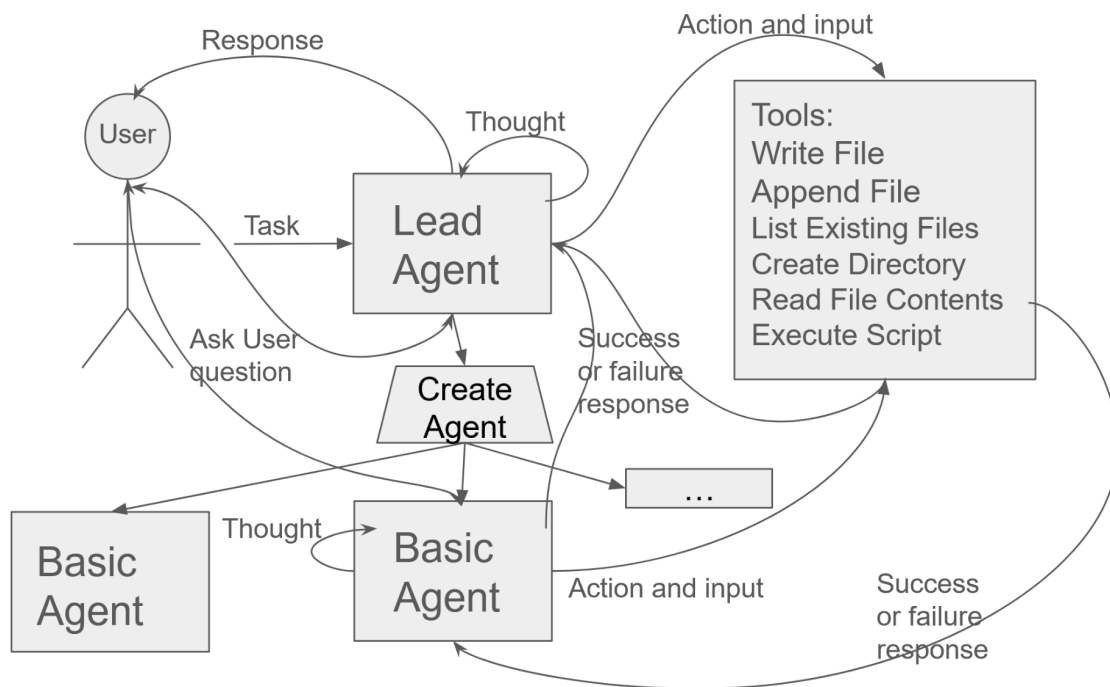 Response
Action and input
User
Thought
Tools:
Write File
Append File
List Existing Files
Create Directory
Read File Contents
Execute Script
Task
Lead
Agent
Ask User
question
Success
or failure
response
Create
Agent
...
Thought
Basic
Agent
Basic
Agent
Action and input
Success
or failure
response